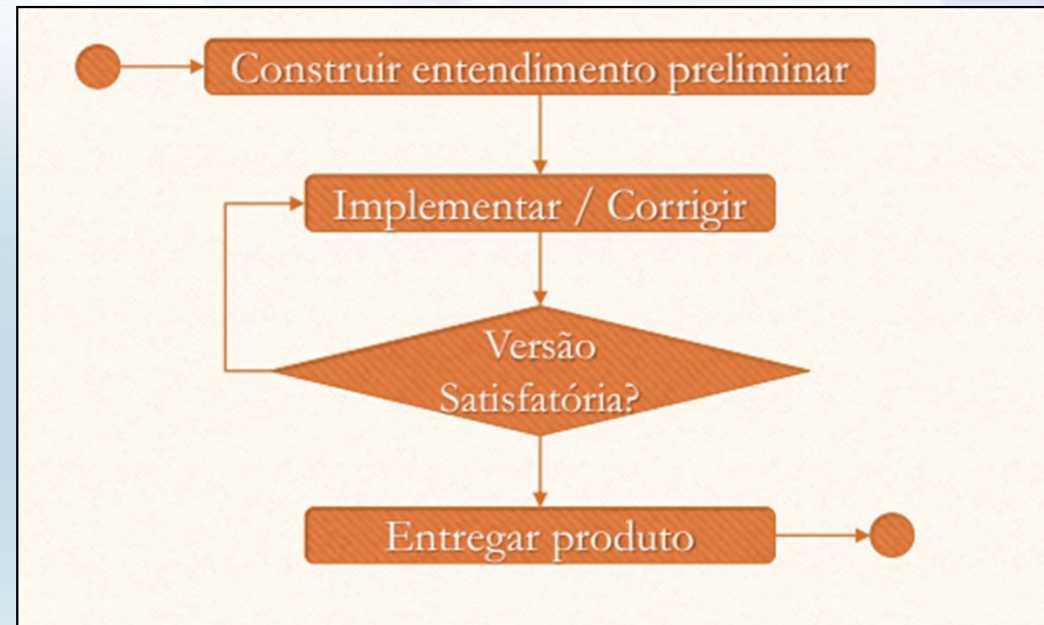 Construir entendimento preliminar
Implementar / Corrigir
Versão
Satisfatória?
Entregar produto